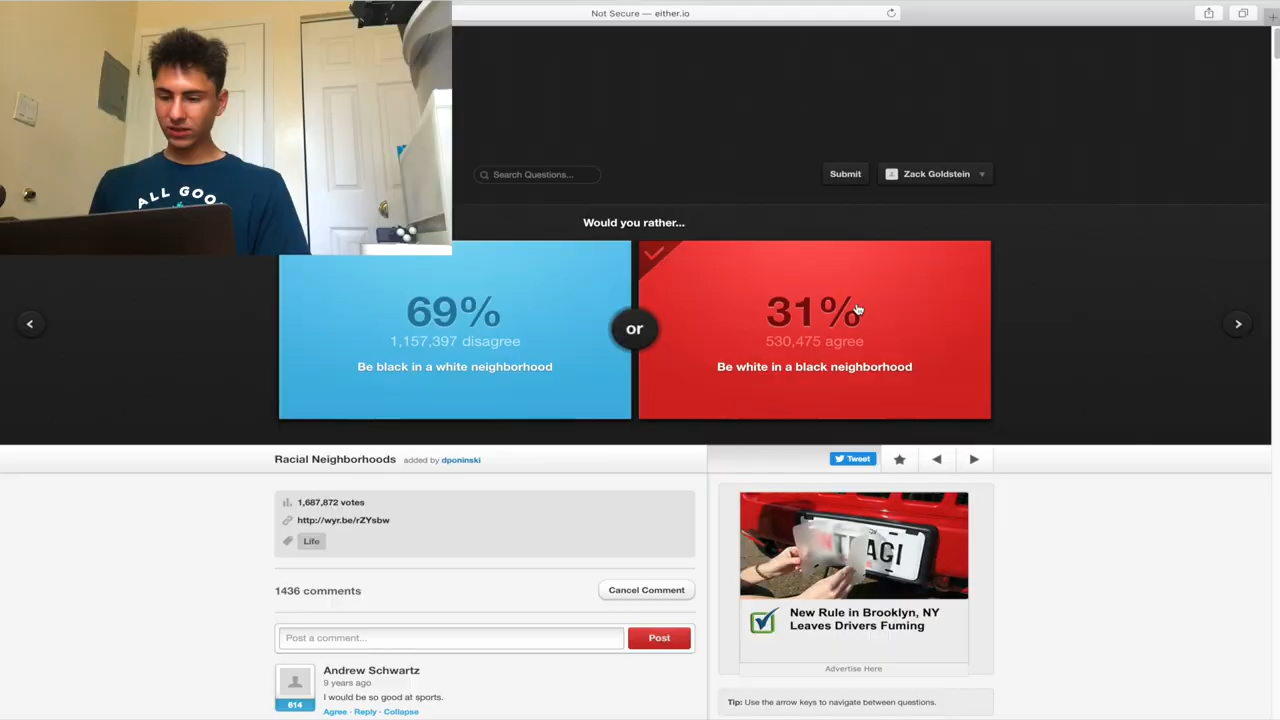 Not Secure — either.io
ALL GOO
Search Questions...
Submit
Zack Goldstein
Would you rather...
69%
1,157,397 disagree
Be black in a white neighborhood
or
31%
530,475 agree
Be white in a black neighborhood
Racial Neighborhoods added by dponinski
Tweet
1,687,872 votes
http://wyr.be/rZYsbw
Life
1436 comments
Cancel Comment
Post a comment...
Post
Andrew Schwartz
9 years ago
I would be so good at sports.
614
Agree · Reply · Collapse
AGI
New Rule in Brooklyn, NY
Leaves Drivers Fuming
Advertise Here
Tip: Use the arrow keys to navigate between questions.